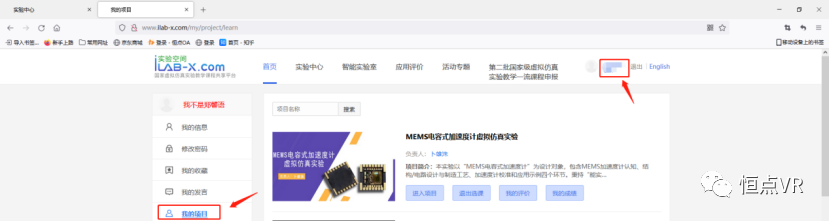 实验中心
我的项目
www.ilab-x.com/my/project/learn
导入书签... 新手上路 常用网址 京东商城 登录 - 恒点OA 登录 首页 - 知乎
移动设备上的书签
实验空间
iLAB-X.com
国家虚拟仿真实验教学课程共享平台
首页 实验中心 智能实验室 应用评价 活动专题 第二批国家级虚拟仿真
实验教学一流课程申报
退出 | English
我的信息
修改密码
我的收藏
我的发言
我的项目
项目名称 搜索
MEMS电容式加速度计
虚拟仿真实验
MEMS电容式加速度计虚拟仿真实验
负责人：
项目简介：本实验以“MEMS电容式加速度计”为设计对象，包含MEMS加速度计认知、结
构/电路设计与制造工艺、加速度计校准和应用示例四个环节。秉持“能实...
进入项目 退出选课 我的评价 我的成绩
恒点VR